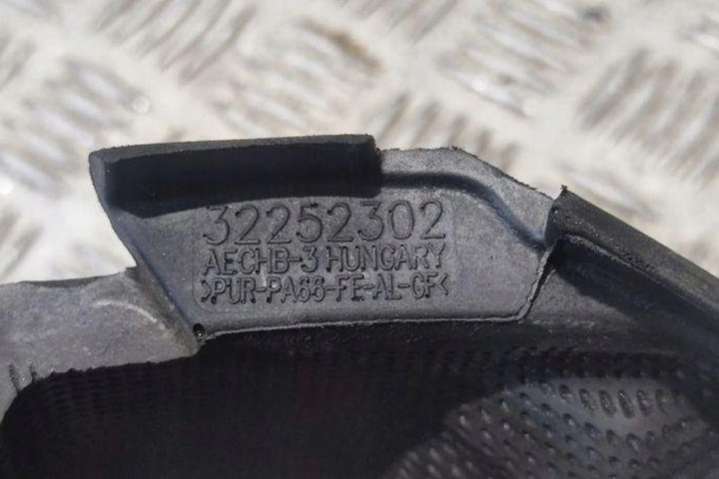 32252302
AECHB-3 HUNGARY
>PUR-PA66-FE-AL-GF<